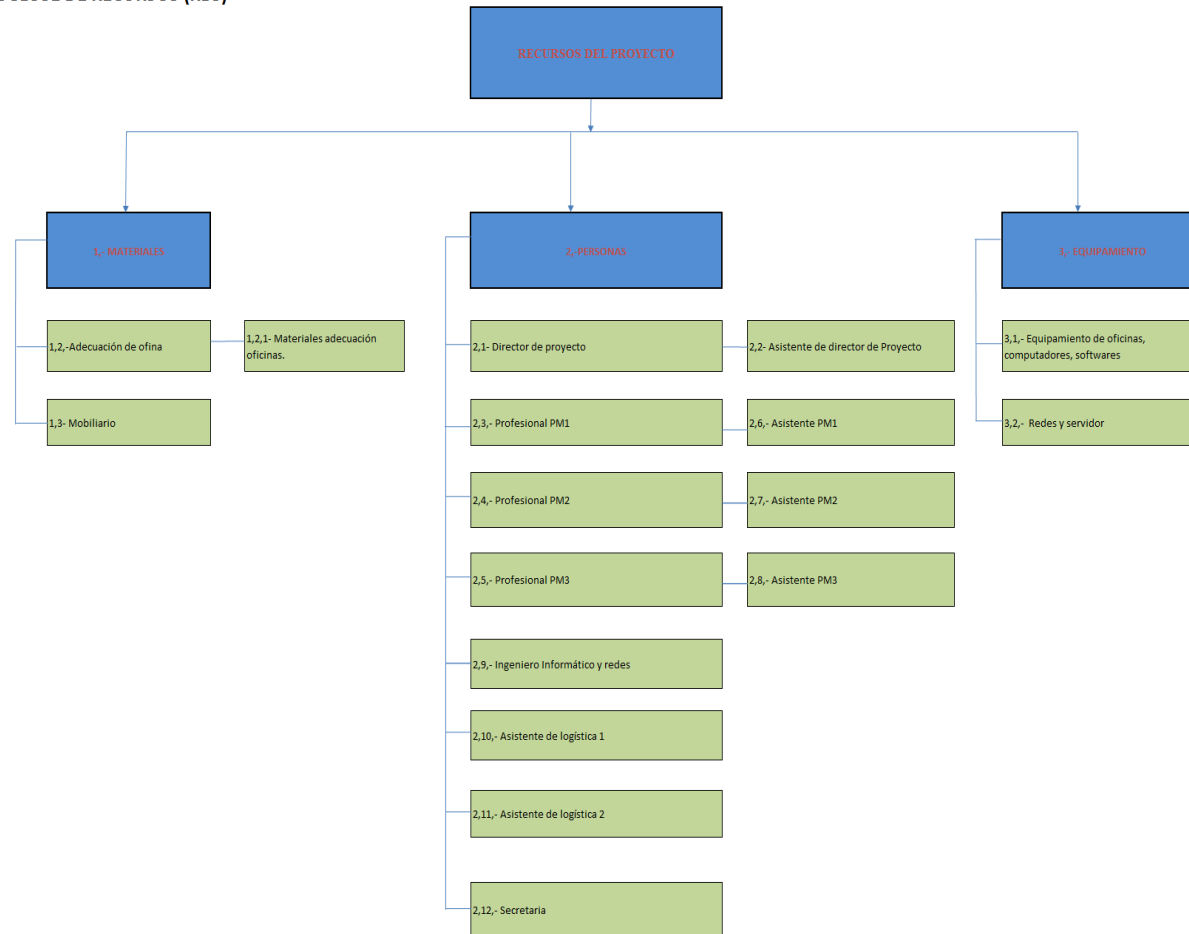 RECURSOS DEL PROYECTO
1,- MATERIALES
2,-PERSONAS
3,- EQUIPAMIENTO
1,2,-Adecuación de ofina
1,2,1- Materiales adecuación
oficinas.
1,3- Mobiliario
2,1- Director de proyecto
2,2- Asistente de director de Proyecto
2,3,- Profesional PM1
2,6,- Asistente PM1
2,4,- Profesional PM2
2,7,- Asistente PM2
2,5,- Profesional PM3
2,8,- Asistente PM3
2,9,- Ingeniero Informático y redes
2,10,- Asistente de logística 1
2,11,- Asistente de logística 2
2,12,- Secretaria
3,1,- Equipamiento de oficinas,
computadores, softwares
3,2,-  Redes y servidor